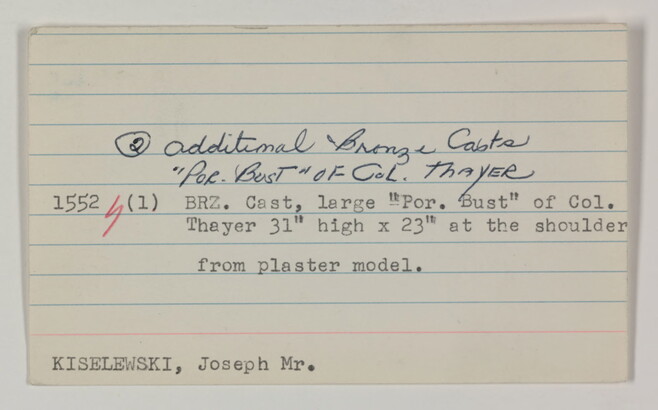 ② additional Bronze Casts
"Por. Bust" of Col. Thayer
1552 (1) BRZ. Cast, large "Por. Bust" of Col.
Thayer 31" high x 23" at the shoulder
from plaster model.
KISELEWSKI, Joseph Mr.